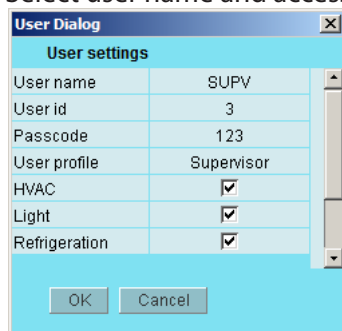 Select user name and acces
User Dialog
User settings
User name SUPV
User id 3
Passcode 123
User profile Supervisor
HVAC
Light
Refrigeration
OK Cancel